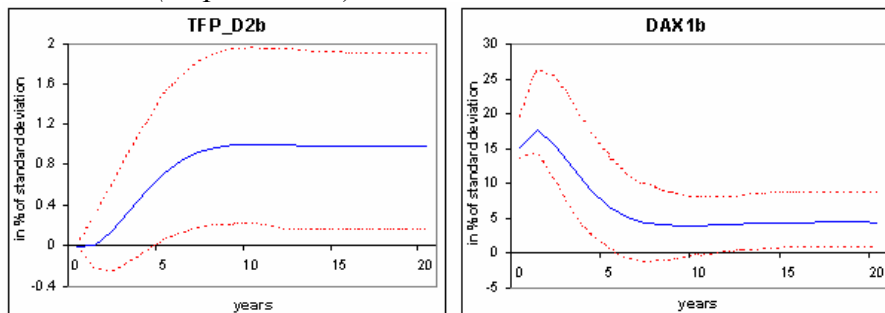 TFP_D2b
in % of standard deviation
2
1.6
1.2
0.8
0.4
0
-0.4
0 5 10 15 20
years
DAX1b
in % of standard deviation
30
25
20
15
10
5
0
-5
0 5 10 15 20
years